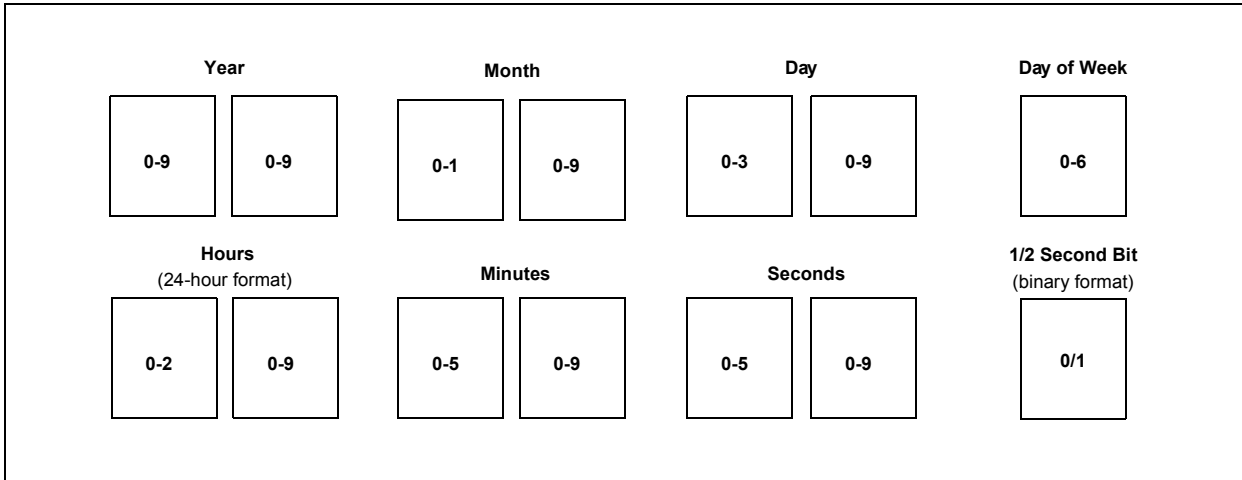 Year
Month
Day
Day of Week
0-9
0-9
0-1
0-9
0-3
0-9
0-6
Hours
(24-hour format)
Minutes
Seconds
1/2 Second Bit
(binary format)
0-2
0-9
0-5
0-9
0-5
0-9
0/1